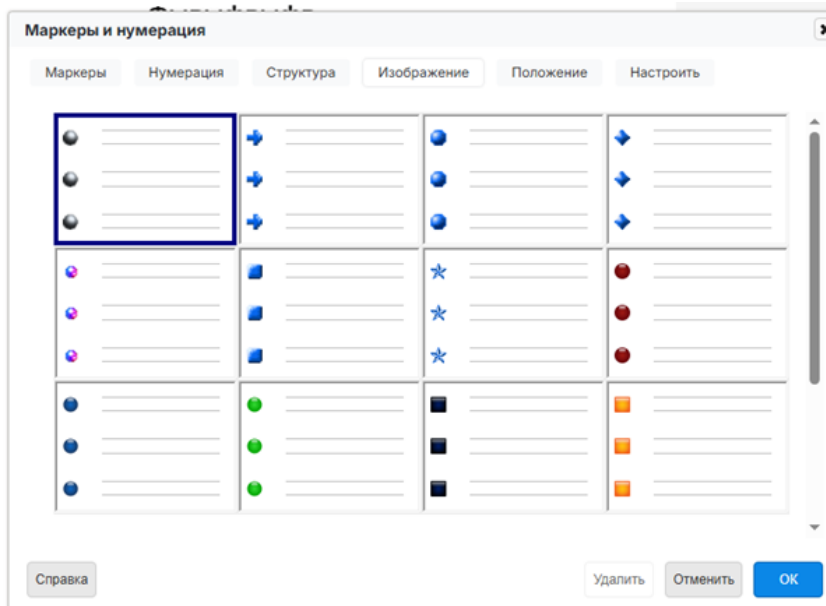 Маркеры и нумерация
Маркеры Нумерация Структура Изображение Положение Настроить
Справка Удалить Отменить OK